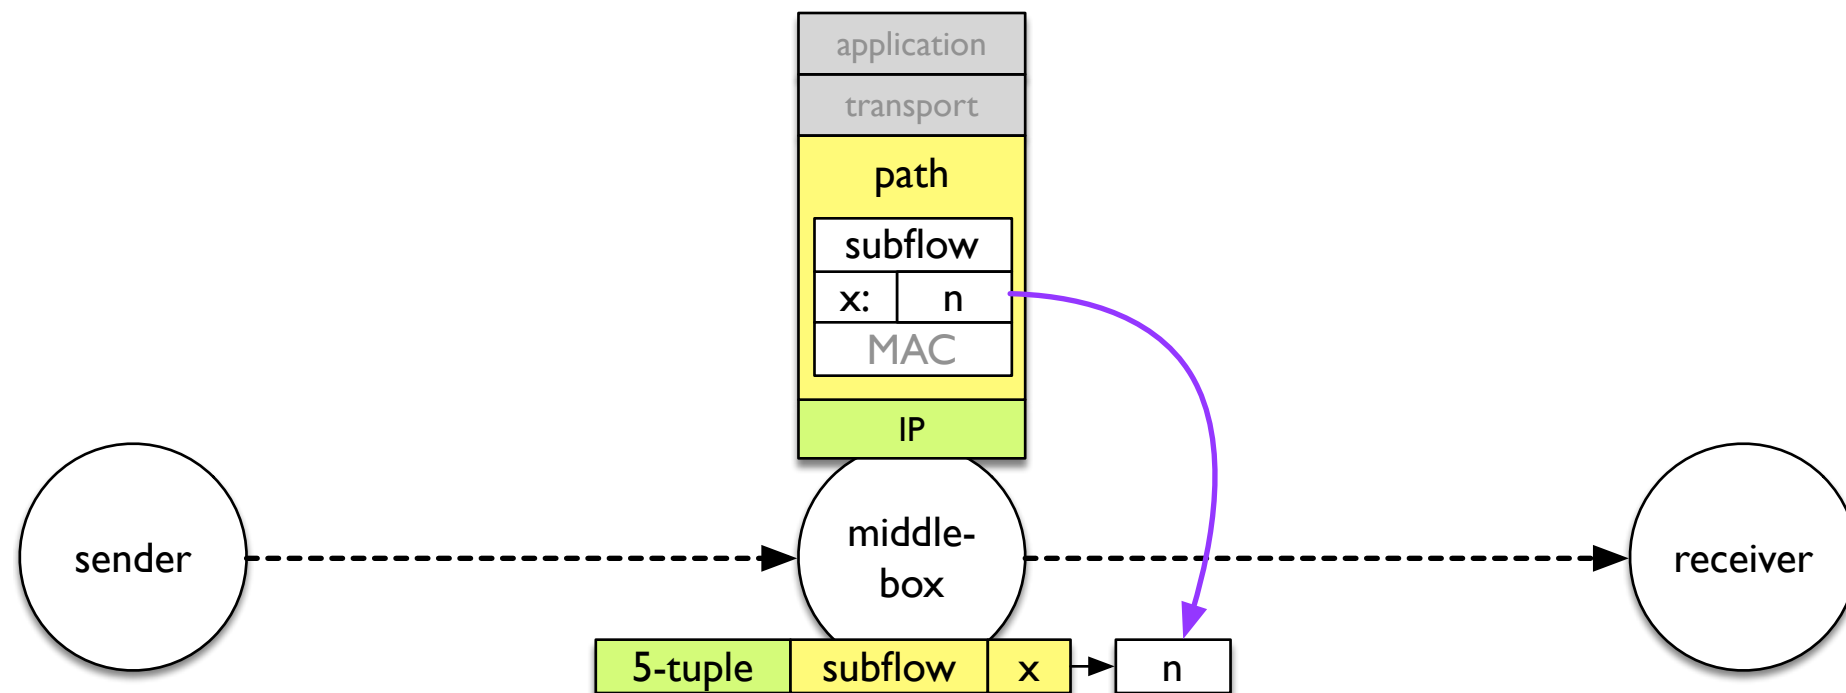 application
transport
path
subflow
x: n
MAC
IP
sender
middle-
box
receiver
5-tuple subflow x n